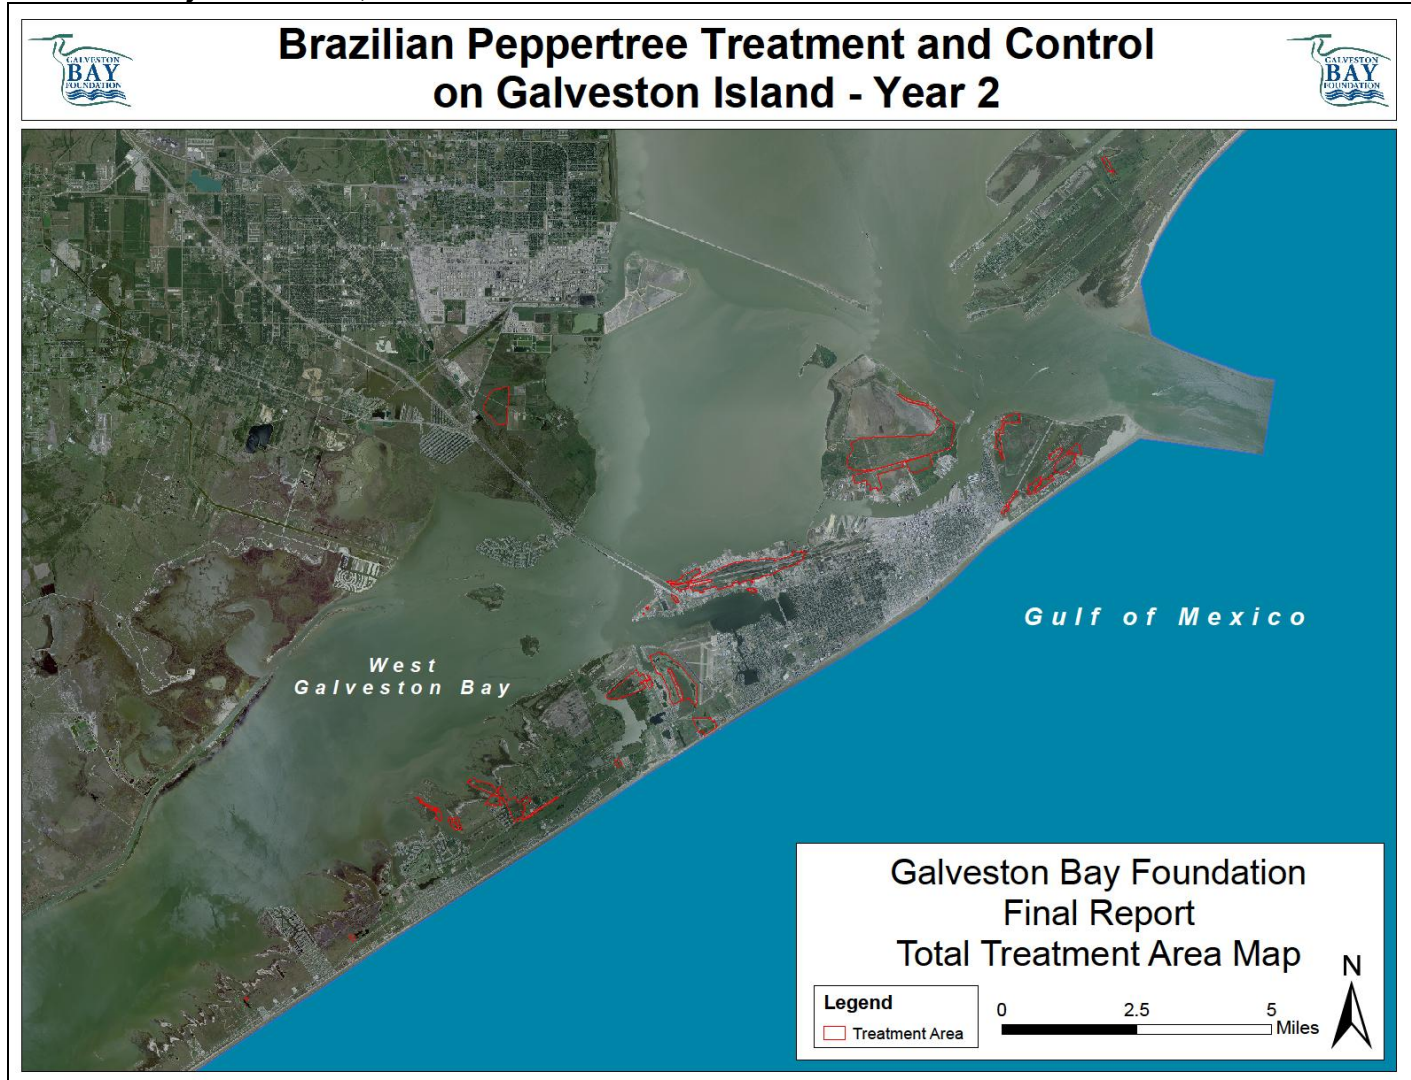 GALVESTON
BAY
FOUNDATION
Brazilian Peppertree Treatment and Control
on Galveston Island - Year 2
GALVESTON
BAY
FOUNDATION
Gulf of Mexico
West
Galveston Bay
Galveston Bay Foundation
Final Report
Total Treatment Area Map
N
Legend
Treatment Area
0 2.5 5
Miles